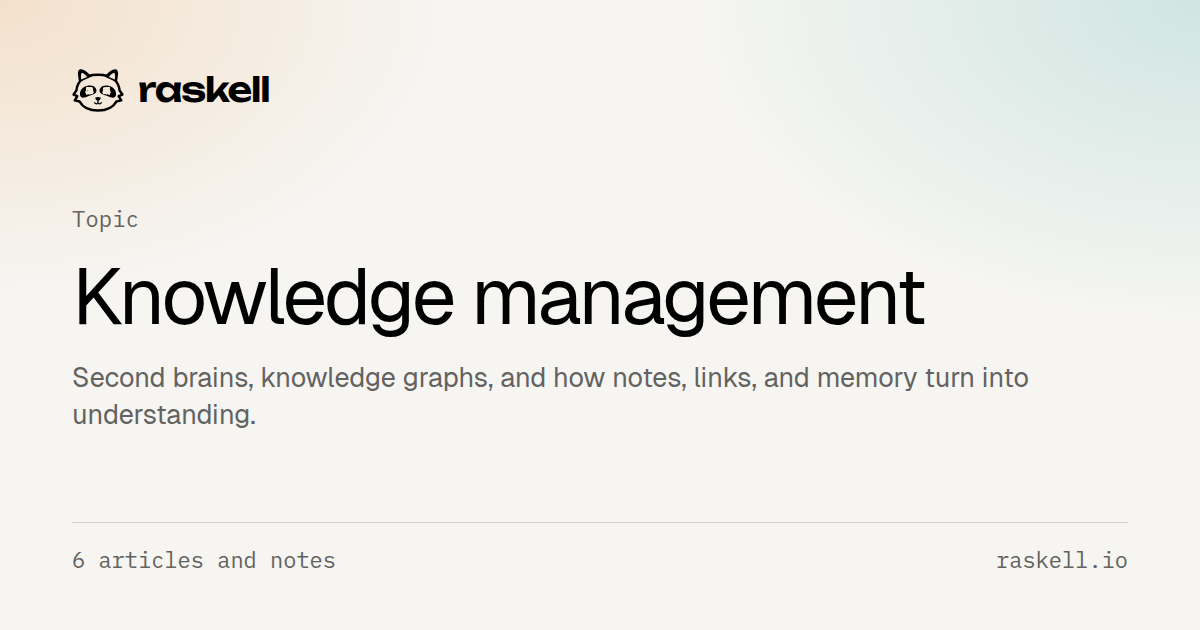 raskell
Topic
Knowledge management
Second brains, knowledge graphs, and how notes, links, and memory turn into
understanding.
6 articles and notes
raskell.io